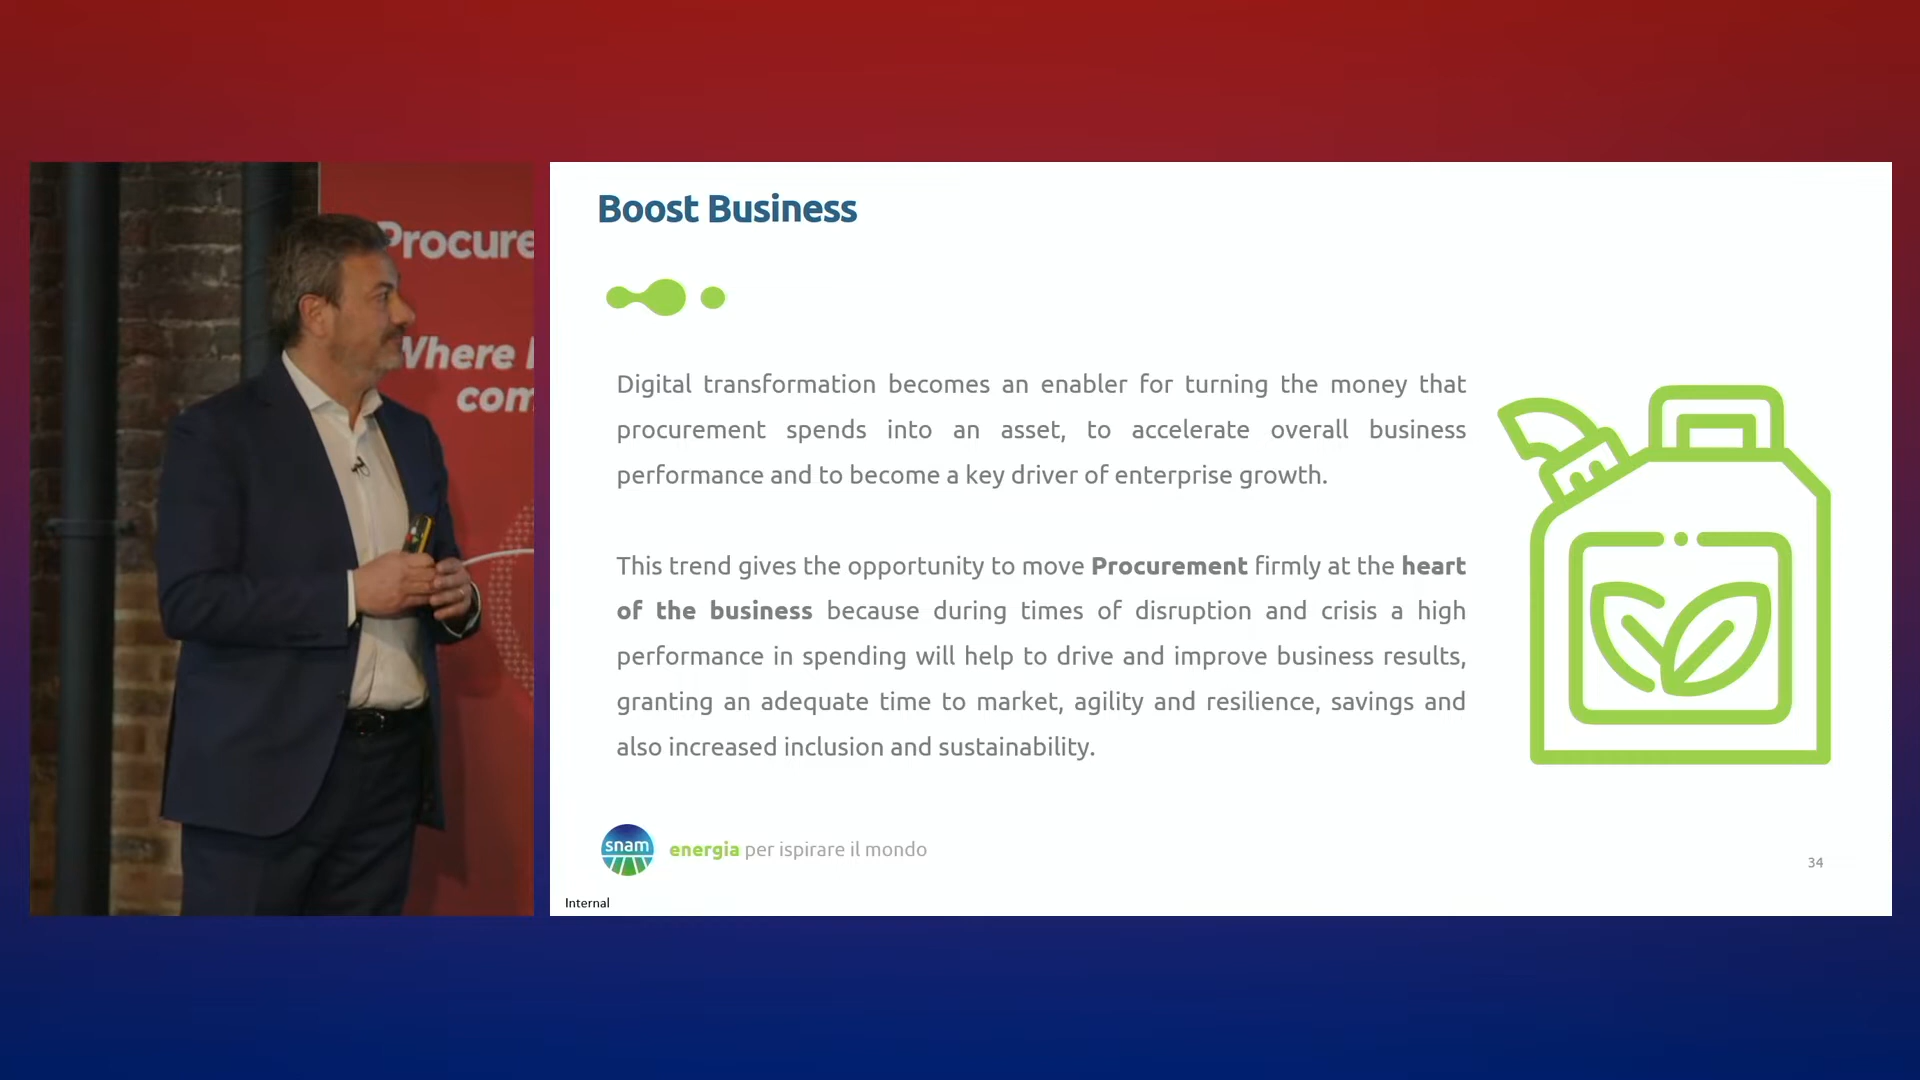 Procure
Where
com
Boost Business
Digital transformation becomes an enabler for turning the money that
procurement spends into an asset, to accelerate overall business
performance and to become a key driver of enterprise growth.
This trend gives the opportunity to move Procurement firmly at the heart
of the business because during times of disruption and crisis a high
performance in spending will help to drive and improve business results,
granting an adequate time to market, agility and resilience, savings and
also increased inclusion and sustainability.
snam
energia per ispirare il mondo
34
Internal